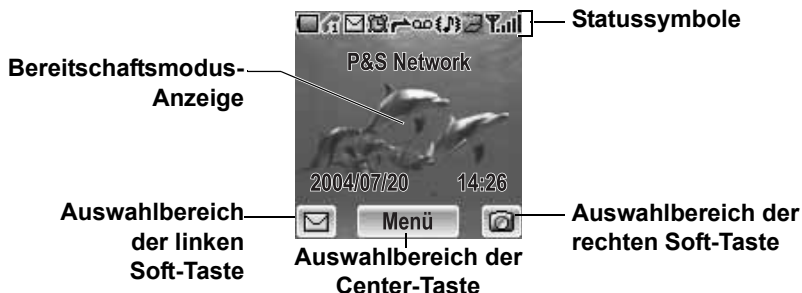 Statussymbole
Bereitschaftsmodus-
Anzeige
P&S Network
2004/07/20 14:26
Auswahlbereich
der linken
Soft-Taste
Menü
Auswahlbereich der
rechten Soft-Taste
Auswahlbereich der
Center-Taste